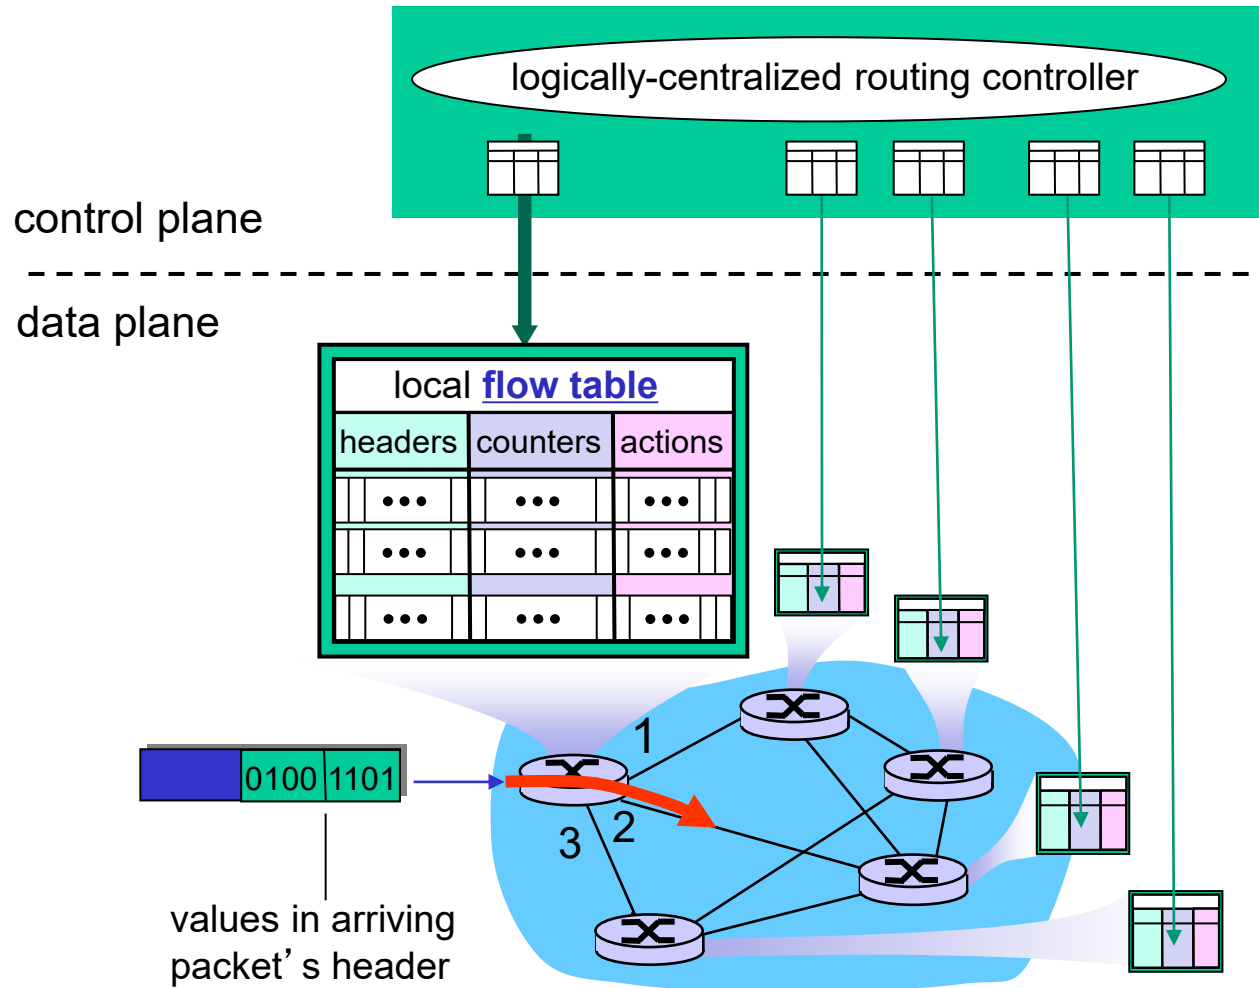 logically-centralized routing controller
control plane
data plane
local flow table
headers counters actions
1
0100 1101
2
3
values in arriving
packet’s header